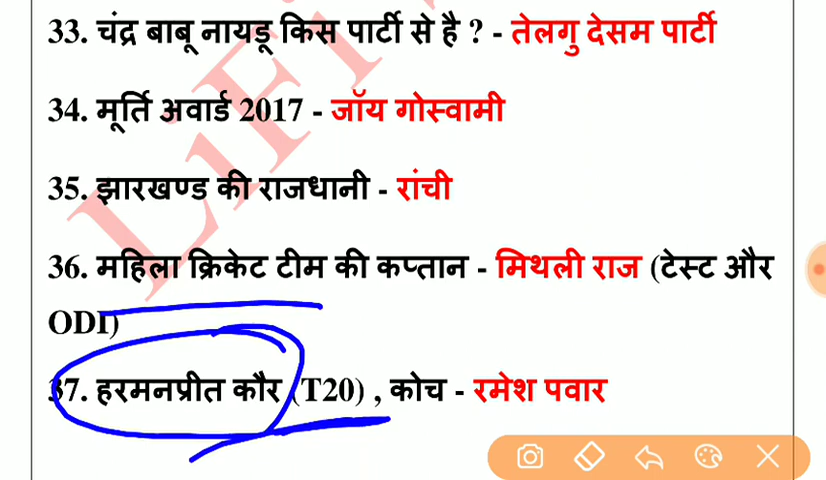 33. चंद्र बाबू नायडू किस पार्टी से है ? - तेलगु देसम पार्टी
34. मूर्ति अवार्ड 2017 - जॉय गोस्वामी
35. झारखण्ड की राजधानी - रांची
36. महिला क्रिकेट टीम की कप्तान - मिथली राज (टेस्ट और
ODI)
37. हरमनप्रीत कौर (T20) , कोच - रमेश पवार